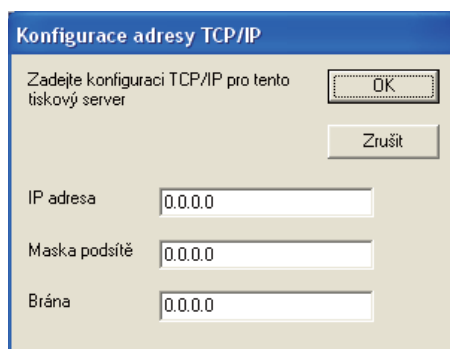 Konfigurace adresy TCP/IP
Zadejte konfiguraci TCP/IP pro tento
tiskový server
OK
Zrušit
IP adresa
0.0.0.0
Maska podsítě
0.0.0.0
Brána
0.0.0.0